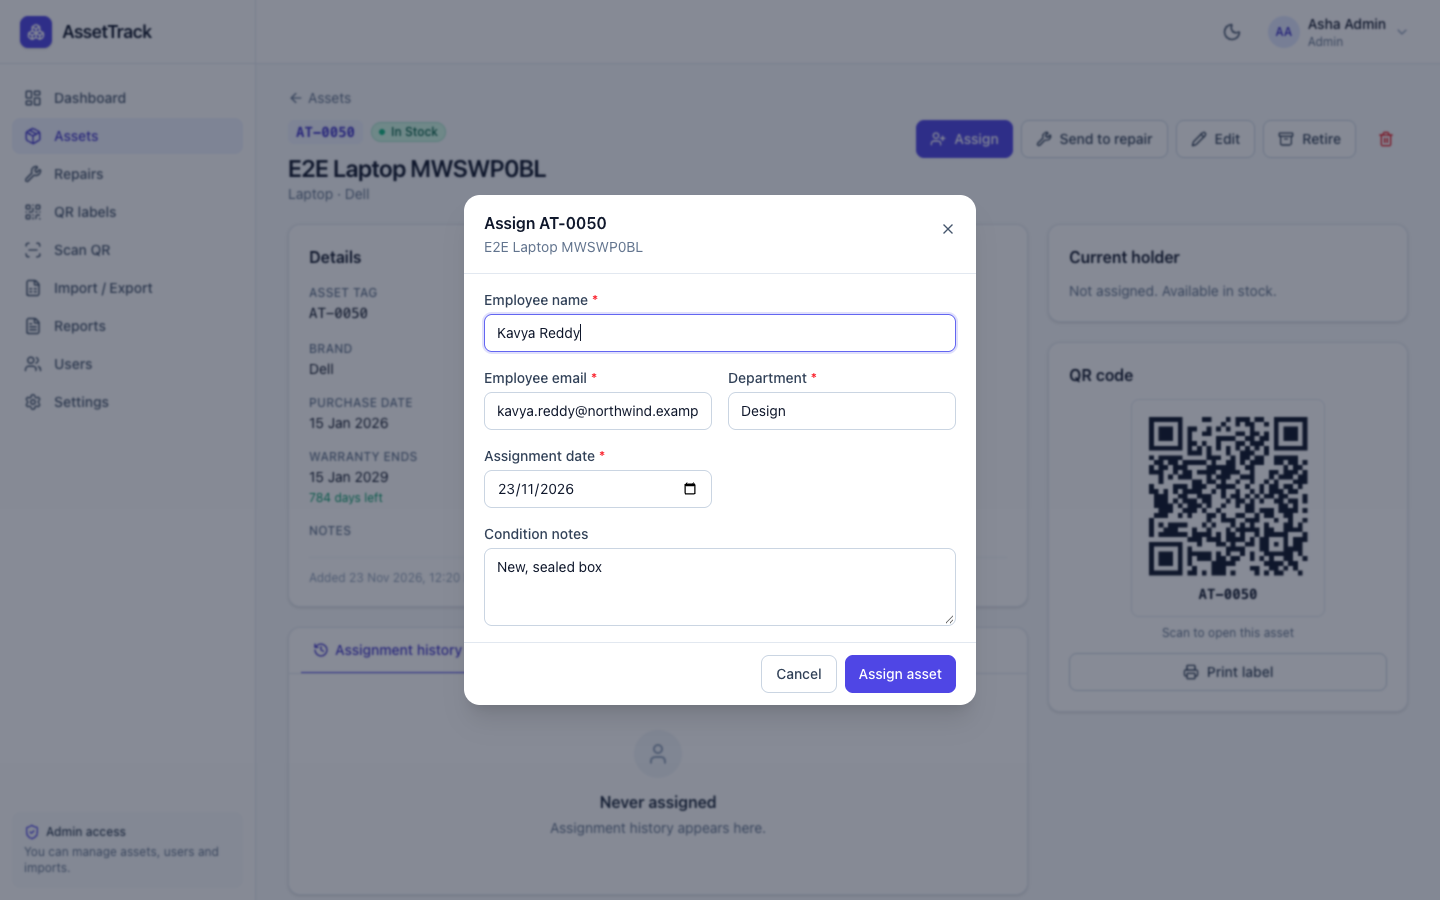 AssetTrack
AA
Asha Admin
Admin
Dashboard
Assets
Repairs
QR labels
Scan QR
Import / Export
Reports
Users
Settings
Admin access
You can manage assets, users and
imports.
Assets
AT-0050
In Stock
E2E Laptop MWSWP0BL
Laptop · Dell
Assign
Send to repair
Edit
Retire
Details
ASSET TAG
AT-0050
BRAND
Dell
PURCHASE DATE
15 Jan 2026
WARRANTY ENDS
15 Jan 2029
784 days left
NOTES
Added 23 Nov 2026, 12:20
Assignment history
Never assigned
Assignment history appears here.
Current holder
Not assigned. Available in stock.
QR code
AT-0050
Scan to open this asset
Print label
Assign AT-0050
E2E Laptop MWSWP0BL
Employee name *
Kavya Reddy
Employee email *
Department *
kavya.reddy@northwind.examp
Design
Assignment date *
23/11/2026
Condition notes
New, sealed box
Cancel
Assign asset